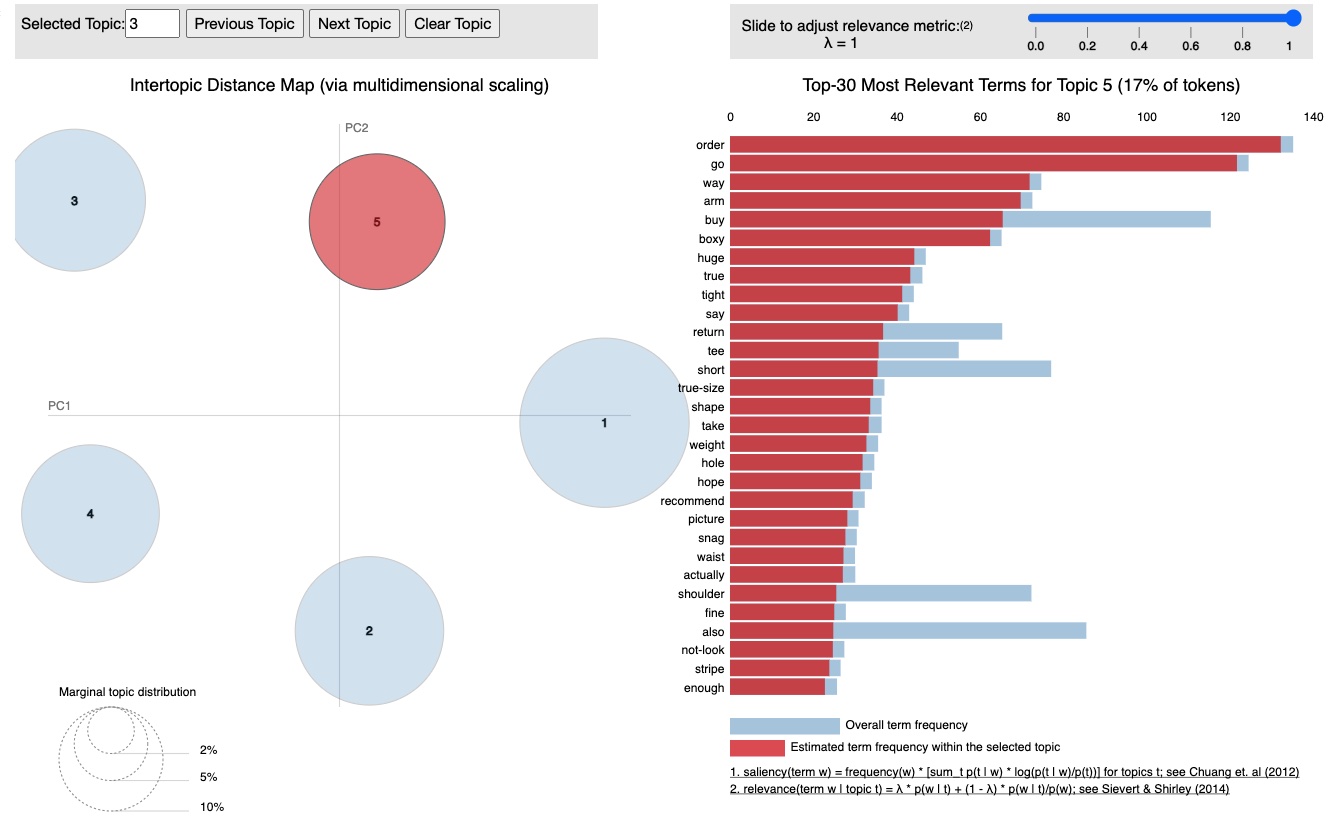 Selected Topic: 3 Previous Topic Next Topic Clear Topic
Slide to adjust relevance metric:(2)
λ = 1
0.0 0.2 0.4 0.6 0.8 1
Intertopic Distance Map (via multidimensional scaling)
PC2
PC1
3
5
1
4
2
Marginal topic distribution
2%
5%
10%
Top-30 Most Relevant Terms for Topic 5 (17% of tokens)
0 20 40 60 80 100 120 140
order
go
way
arm
buy
boxy
huge
true
tight
say
return
tee
short
true-size
shape
take
weight
hole
hope
recommend
picture
snag
waist
actually
shoulder
fine
also
not-look
stripe
enough
Overall term frequency
Estimated term frequency within the selected topic
1. saliency(term w) = frequency(w) * [sum_t p(t | w) * log(p(t | w)/p(t))] for topics t; see Chuang et. al (2012)
2. relevance(term w | topic t) = λ * p(w | t) + (1 - λ) * p(w | t)/p(w); see Sievert & Shirley (2014)